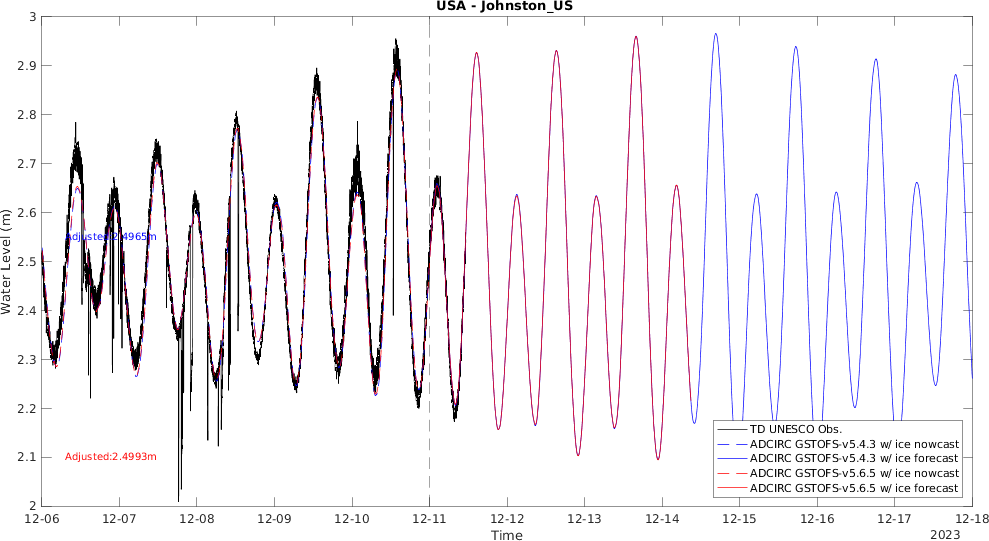 USA - Johnston_US
3
2.9
2.8
2.7
2.6
2.5
2.4
2.3
2.2
2.1
2
Water Level (m)
Adjusted:2.4965m
Adjusted:2.4993m
TD UNESCO Obs.
ADCIRC GSTOFS-v5.4.3 w/ ice nowcast
ADCIRC GSTOFS-v5.4.3 w/ ice forecast
ADCIRC GSTOFS-v5.6.5 w/ ice nowcast
ADCIRC GSTOFS-v5.6.5 w/ ice forecast
12-06 12-07 12-08 12-09 12-10 12-11 12-12 12-13 12-14 12-15 12-16 12-17 12-18
Time
2023